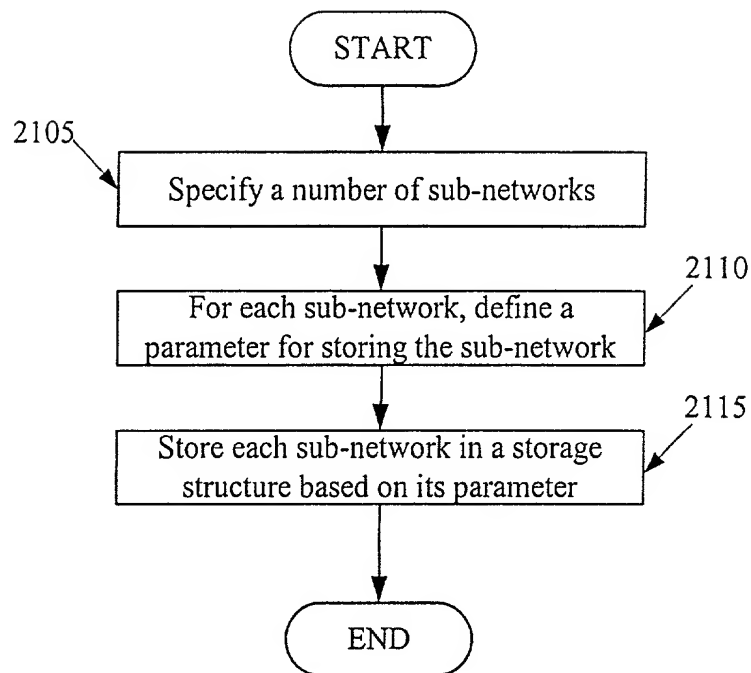 START
2105
Specify a number of sub-networks
2110
For each sub-network, define a
parameter for storing the sub-network
2115
Store each sub-network in a storage
structure based on its parameter
END